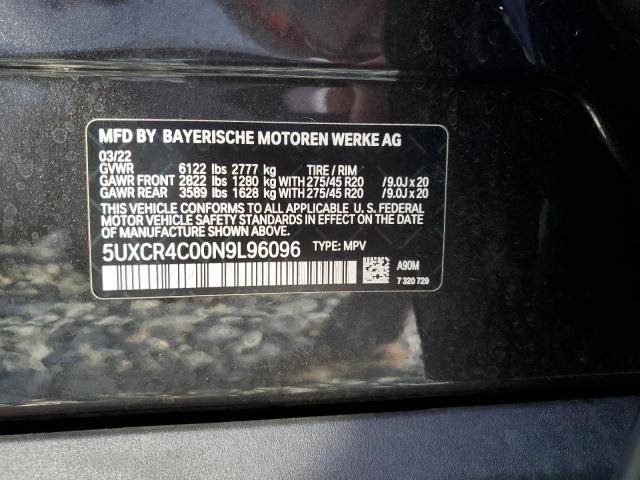 MFD BY BAYERISCHE MOTOREN WERKE AG
03/22
GVWR 6122 lbs 2777 kg TIRE / RIM
GAWR FRONT 2822 lbs 1280 kg WITH 275/45 R20 /9.0J x 20
GAWR REAR 3589 lbs 1628 kg WITH 275/45 R20 /9.0J x 20
THIS VEHICLE CONFORMS TO ALL APPLICABLE U. S. FEDERAL
MOTOR VEHICLE SAFETY STANDARDS IN EFFECT ON THE DATE
OF MANUFACTURE SHOWN ABOVE.
5UXCR4C00N9L96096 TYPE: MPV
A90M
7 320 729